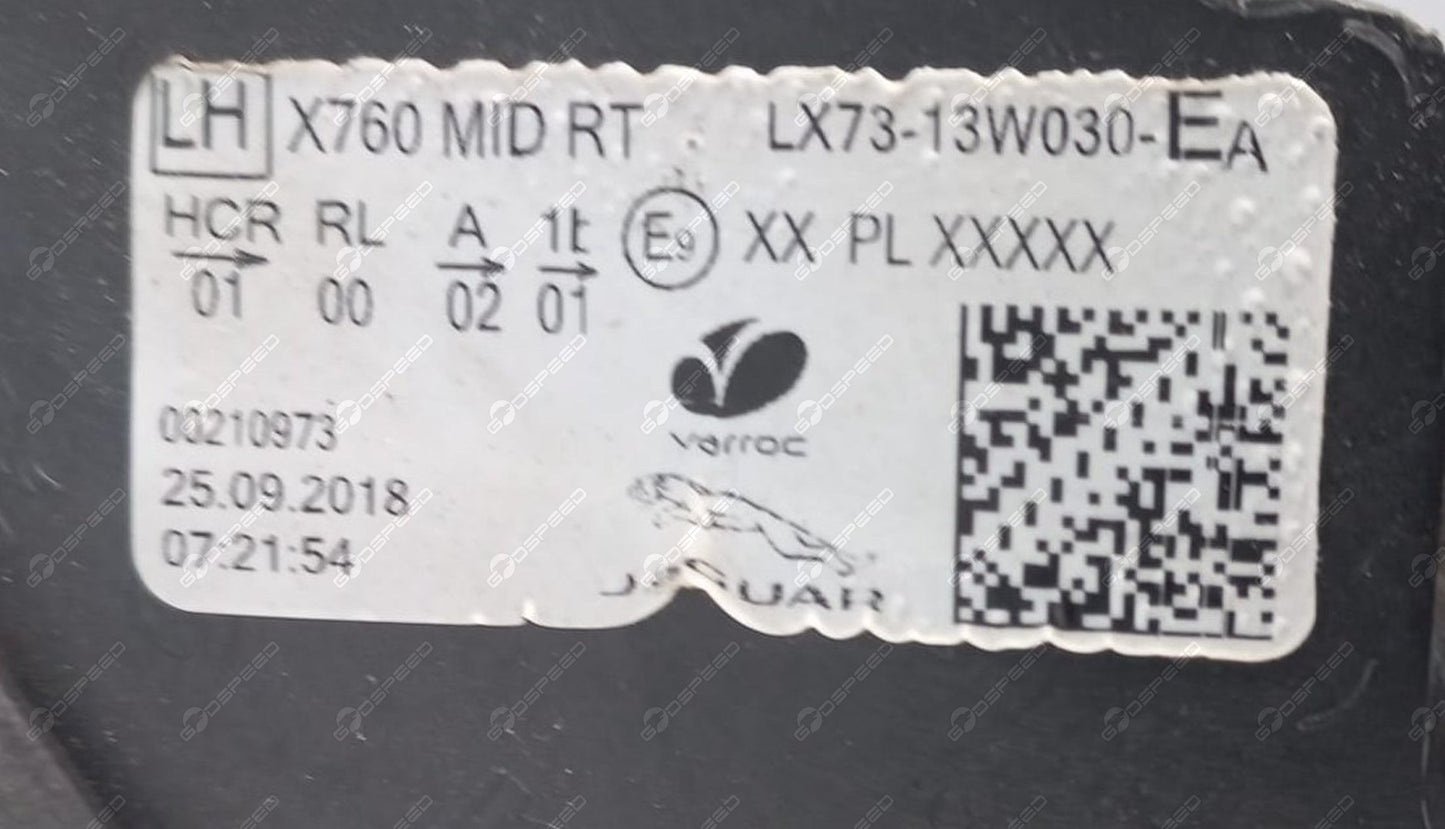 LH X760 MID RT LX73-13W030-EA
HCR RL A 1t E9 XX PL XXXXX
01 00 02 01
varroc
00210973
25.09.2018
JAGUAR
07:21:54
GOSPEED